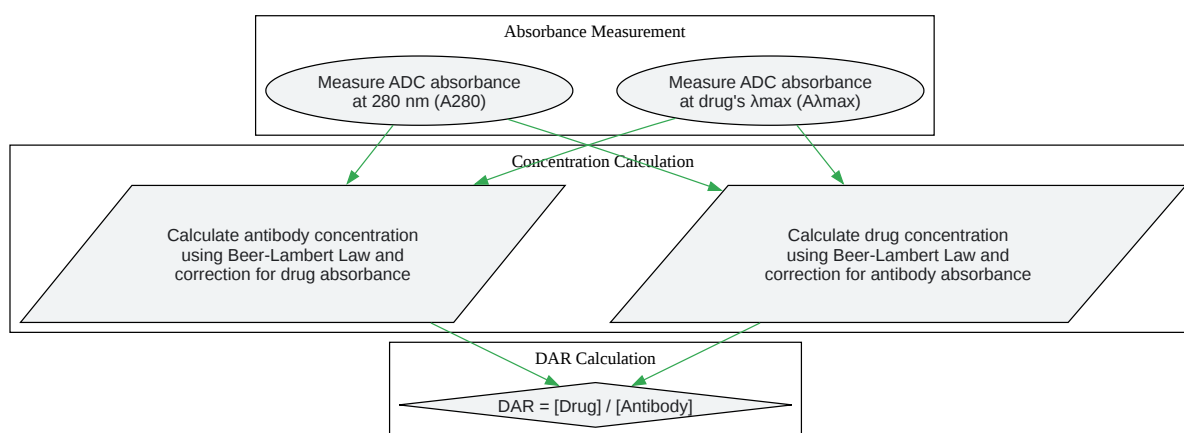 Absorbance Measurement
Measure ADC absorbance
at 280 nm (A280)
Measure ADC absorbance
at drug's λmax (Aλmax)
Concentration Calculation
Calculate antibody concentration
using Beer-Lambert Law and
correction for drug absorbance
Calculate drug concentration
using Beer-Lambert Law and
correction for antibody absorbance
DAR Calculation
DAR = [Drug] / [Antibody]